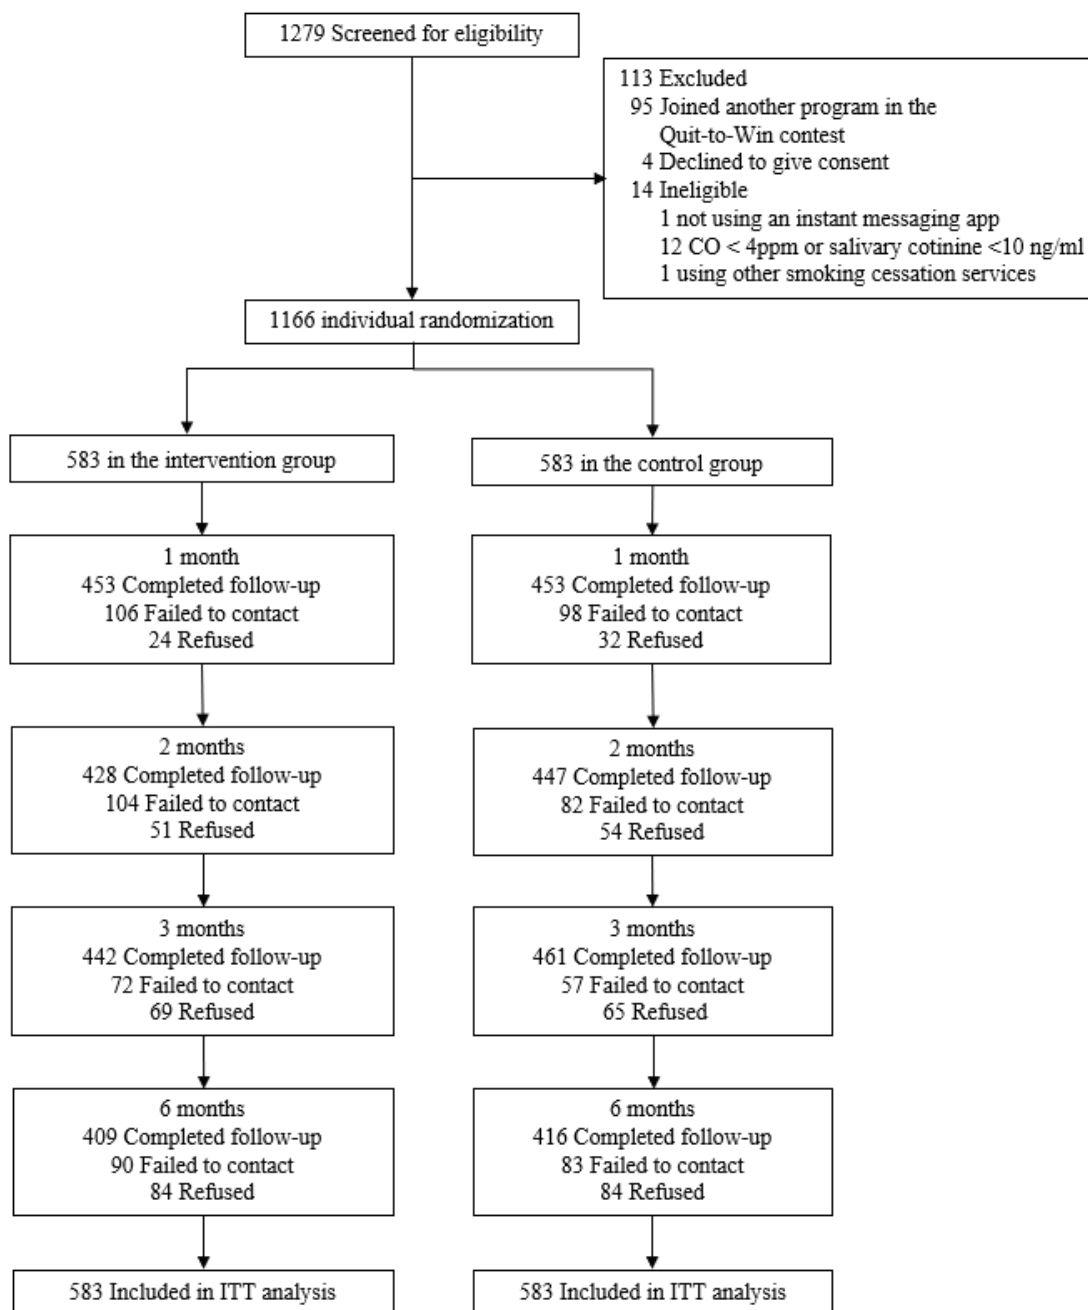 1279 Screened for eligibility
113 Excluded
95 Joined another program in the
Quit-to-Win contest
4 Declined to give consent
14 Ineligible
1 not using an instant messaging app
12 CO < 4ppm or salivary cotinine <10 ng/ml
1 using other smoking cessation services
1166 individual randomization
583 in the intervention group
583 in the control group
1 month
453 Completed follow-up
106 Failed to contact
24 Refused
1 month
453 Completed follow-up
98 Failed to contact
32 Refused
2 months
428 Completed follow-up
104 Failed to contact
51 Refused
2 months
447 Completed follow-up
82 Failed to contact
54 Refused
3 months
442 Completed follow-up
72 Failed to contact
69 Refused
3 months
461 Completed follow-up
57 Failed to contact
65 Refused
6 months
409 Completed follow-up
90 Failed to contact
84 Refused
6 months
416 Completed follow-up
83 Failed to contact
84 Refused
583 Included in ITT analysis
583 Included in ITT analysis